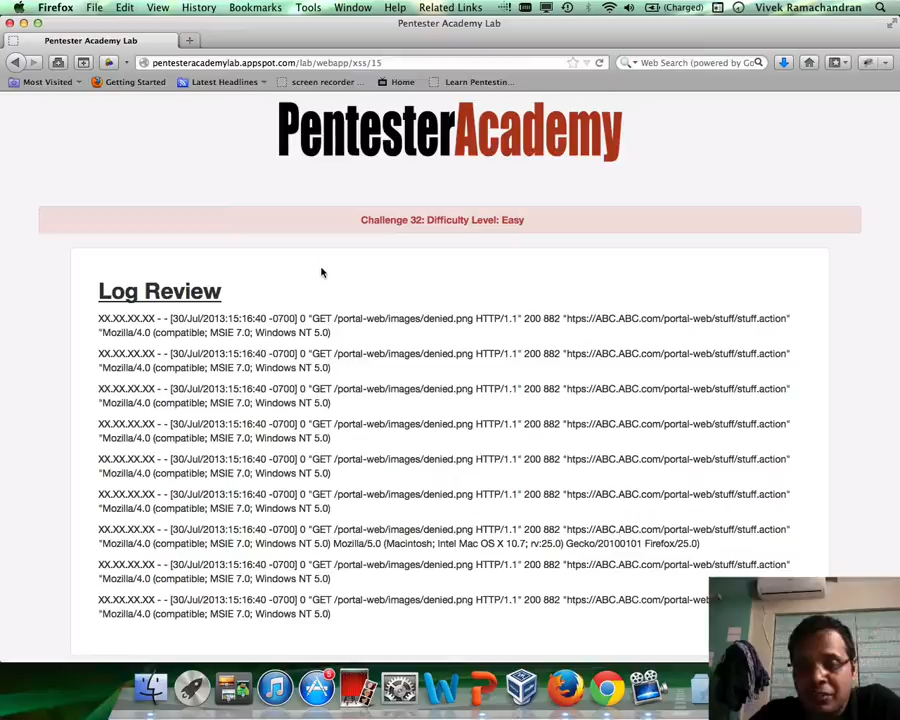 Firefox File Edit View History Bookmarks Tools Window Help Related Links (Charged) Vivek Ramachandran
Pentester Academy Lab
Pentester Academy Lab
pentesteracademylab.appspot.com/lab/webapp/xss/15
Web Search (powered by Go
Most Visited Getting Started Latest Headlines screen recorder ... Home Learn Pentestin...
PentesterAcademy
Challenge 32: Difficulty Level: Easy
Log Review
XX.XX.XX.XX - - [30/Jul/2013:15:16:40 -0700] 0 "GET /portal-web/images/denied.png HTTP/1.1" 200 882 "https://ABC.ABC.com/portal-web/stuff/stuff.action"
"Mozilla/4.0 (compatible; MSIE 7.0; Windows NT 5.0)
XX.XX.XX.XX - - [30/Jul/2013:15:16:40 -0700] 0 "GET /portal-web/images/denied.png HTTP/1.1" 200 882 "https://ABC.ABC.com/portal-web/stuff/stuff.action"
"Mozilla/4.0 (compatible; MSIE 7.0; Windows NT 5.0)
XX.XX.XX.XX - - [30/Jul/2013:15:16:40 -0700] 0 "GET /portal-web/images/denied.png HTTP/1.1" 200 882 "https://ABC.ABC.com/portal-web/stuff/stuff.action"
"Mozilla/4.0 (compatible; MSIE 7.0; Windows NT 5.0)
XX.XX.XX.XX - - [30/Jul/2013:15:16:40 -0700] 0 "GET /portal-web/images/denied.png HTTP/1.1" 200 882 "https://ABC.ABC.com/portal-web/stuff/stuff.action"
"Mozilla/4.0 (compatible; MSIE 7.0; Windows NT 5.0)
XX.XX.XX.XX - - [30/Jul/2013:15:16:40 -0700] 0 "GET /portal-web/images/denied.png HTTP/1.1" 200 882 "https://ABC.ABC.com/portal-web/stuff/stuff.action"
"Mozilla/4.0 (compatible; MSIE 7.0; Windows NT 5.0)
XX.XX.XX.XX - - [30/Jul/2013:15:16:40 -0700] 0 "GET /portal-web/images/denied.png HTTP/1.1" 200 882 "https://ABC.ABC.com/portal-web/stuff/stuff.action"
"Mozilla/4.0 (compatible; MSIE 7.0; Windows NT 5.0)
XX.XX.XX.XX - - [30/Jul/2013:15:16:40 -0700] 0 "GET /portal-web/images/denied.png HTTP/1.1" 200 882 "https://ABC.ABC.com/portal-web/stuff/stuff.action"
"Mozilla/4.0 (compatible; MSIE 7.0; Windows NT 5.0) Mozilla/5.0 (Macintosh; Intel Mac OS X 10.7; rv:25.0) Gecko/20100101 Firefox/25.0)
XX.XX.XX.XX - - [30/Jul/2013:15:16:40 -0700] 0 "GET /portal-web/images/denied.png HTTP/1.1" 200 882 "https://ABC.ABC.com/portal-web/stuff/stuff.action"
"Mozilla/4.0 (compatible; MSIE 7.0; Windows NT 5.0)
XX.XX.XX.XX - - [30/Jul/2013:15:16:40 -0700] 0 "GET /portal-web/images/denied.png HTTP/1.1" 200 882 "https://ABC.ABC.com/portal-web
"Mozilla/4.0 (compatible; MSIE 7.0; Windows NT 5.0)